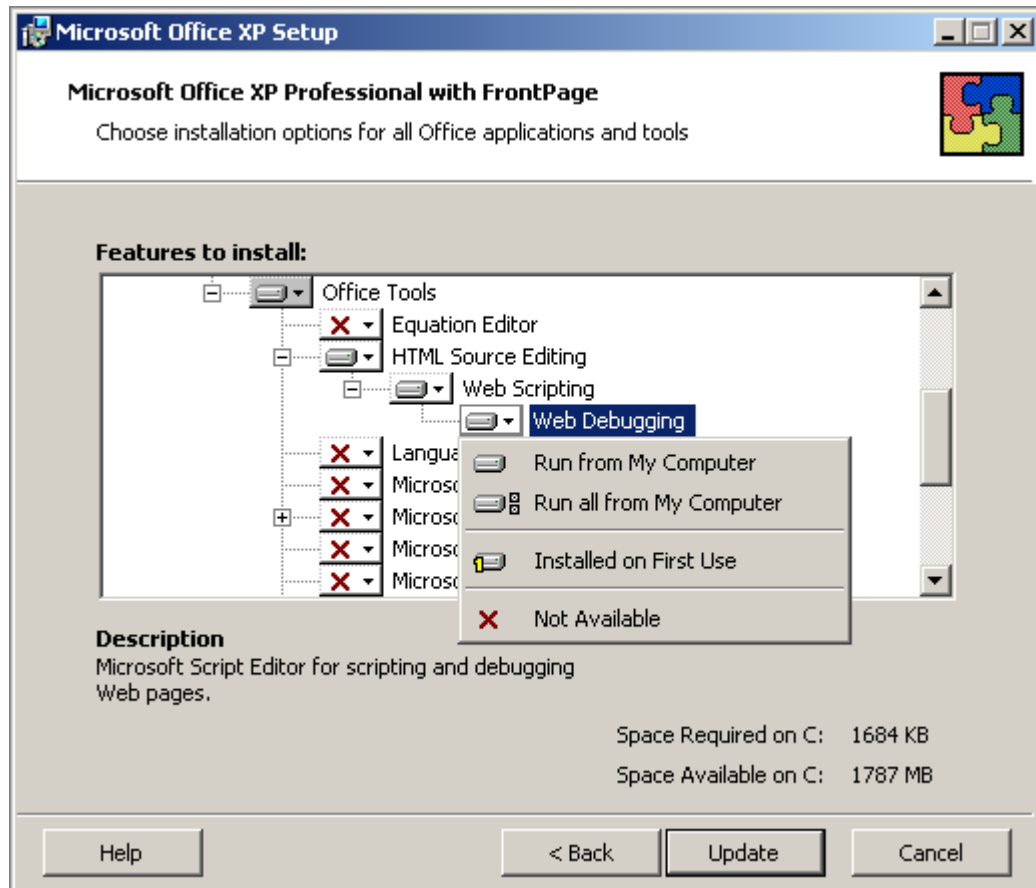 Microsoft Office XP Setup
Microsoft Office XP Professional with FrontPage
Choose installation options for all Office applications and tools
Features to install:
Office Tools
Equation Editor
HTML Source Editing
Web Scripting
Web Debugging
Run from My Computer
Run all from My Computer
Installed on First Use
Not Available
Description
Microsoft Script Editor for scripting and debugging
Web pages.
Space Required on C: 1684 KB
Space Available on C: 1787 MB
Help
< Back
Update
Cancel